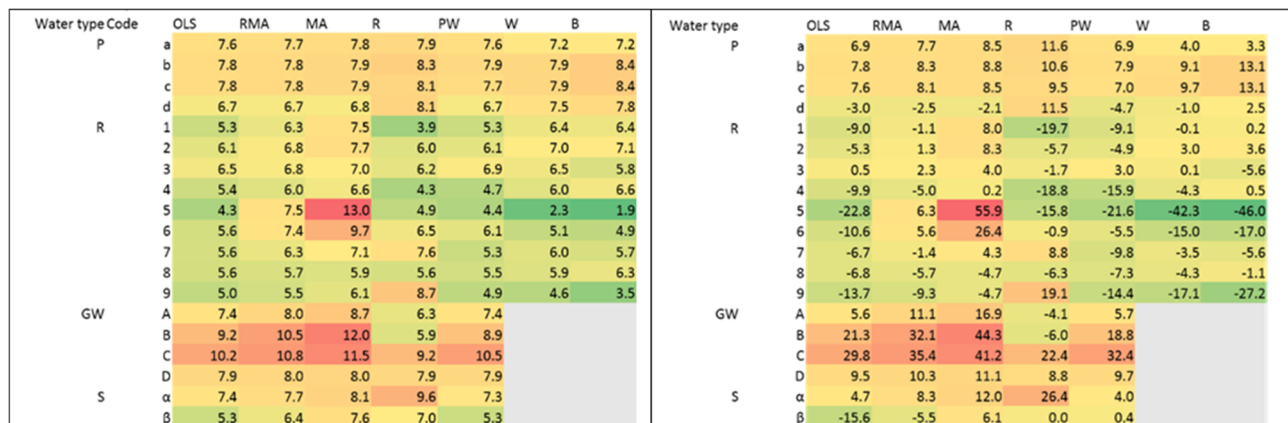 Water type Code OLS RMA MA R PW W B
P a 7.6 7.7 7.8 7.9 7.6 7.2 7.2
b 7.8 7.8 7.9 8.3 7.9 7.9 8.4
c 7.8 7.8 7.9 8.1 7.7 7.9 8.4
d 6.7 6.7 6.8 8.1 6.7 7.5 7.8
R 1 5.3 6.3 7.5 3.9 5.3 6.4 6.4
2 6.1 6.8 7.7 6.0 6.1 7.0 7.1
3 6.5 6.8 7.0 6.2 6.9 6.5 5.8
4 5.4 6.0 6.6 4.3 4.7 6.0 6.6
5 4.3 7.5 13.0 4.9 4.4 2.3 1.9
6 5.6 7.4 9.7 6.5 6.1 5.1 4.9
7 5.6 6.3 7.1 7.6 5.3 6.0 5.7
8 5.6 5.7 5.9 5.6 5.5 5.9 6.3
9 5.0 5.5 6.1 8.7 4.9 4.6 3.5
GW A 7.4 8.0 8.7 6.3 7.4
B 9.2 10.5 12.0 5.9 8.9
C 10.2 10.8 11.5 9.2 10.5
D 7.9 8.0 8.0 7.9 7.9
S α 7.4 7.7 8.1 9.6 7.3
β 5.3 6.4 7.6 7.0 5.3
Water type OLS RMA MA R PW W B
P a 6.9 7.7 8.5 11.6 6.9 4.0 3.3
b 7.8 8.3 8.8 10.6 7.9 9.1 13.1
c 7.6 8.1 8.5 9.5 7.0 9.7 13.1
d -3.0 -2.5 -2.1 11.5 -4.7 -1.0 2.5
R 1 -9.0 -1.1 8.0 -19.7 -9.1 -0.1 0.2
2 -5.3 1.3 8.3 -5.7 -4.9 3.0 3.6
3 0.5 2.3 4.0 -1.7 3.0 0.1 -5.6
4 -9.9 -5.0 0.2 -18.8 -15.9 -4.3 0.5
5 -22.8 6.3 55.9 -15.8 -21.6 -42.3 -46.0
6 -10.6 5.6 26.4 -0.9 -5.5 -15.0 -17.0
7 -6.7 -1.4 4.3 8.8 -9.8 -3.5 -5.6
8 -6.8 -5.7 -4.7 -6.3 -7.3 -4.3 -1.1
9 -13.7 -9.3 -4.7 19.1 -14.4 -17.1 -27.2
GW A 5.6 11.1 16.9 -4.1 5.7
B 21.3 32.1 44.3 -6.0 18.8
C 29.8 35.4 41.2 22.4 32.4
D 9.5 10.3 11.1 8.8 9.7
S α 4.7 8.3 12.0 26.4 4.0
β -15.6 -5.5 6.1 0.0 0.4